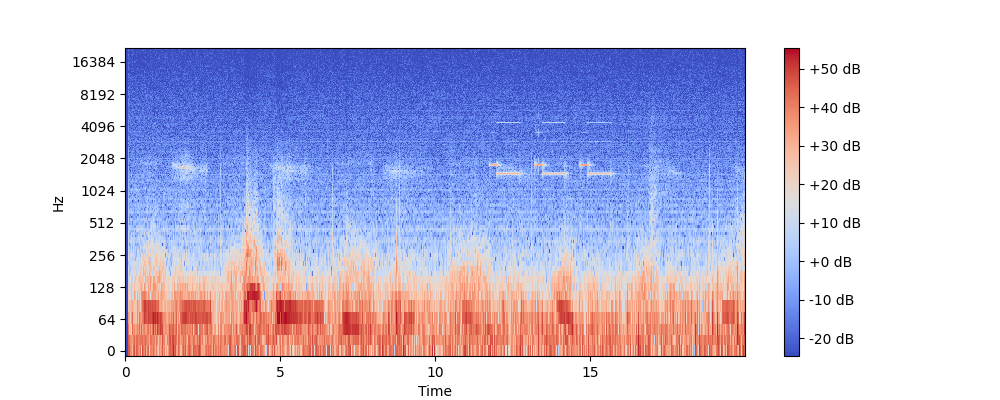 16384
8192
4096
2048
1024
512
256
128
64
0
Hz
0 5 10 15
Time
+50 dB
+40 dB
+30 dB
+20 dB
+10 dB
+0 dB
-10 dB
-20 dB